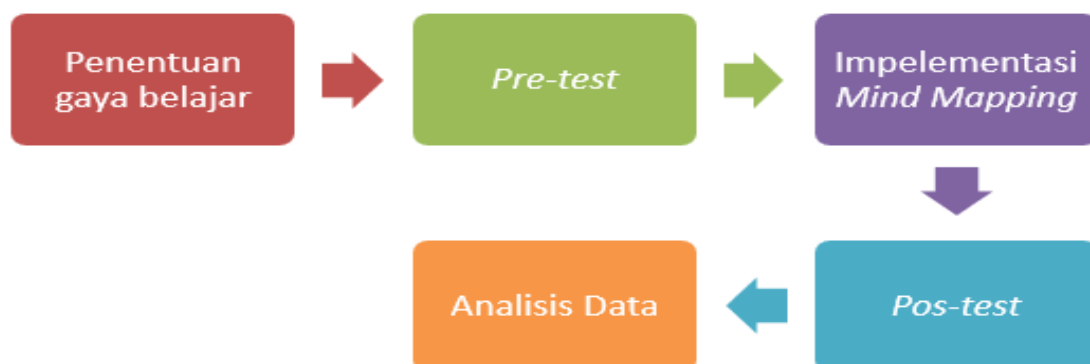 Penentuan
gaya belajar
Pre-test
Impelementasi
Mind Mapping
Pos-test
Analisis Data